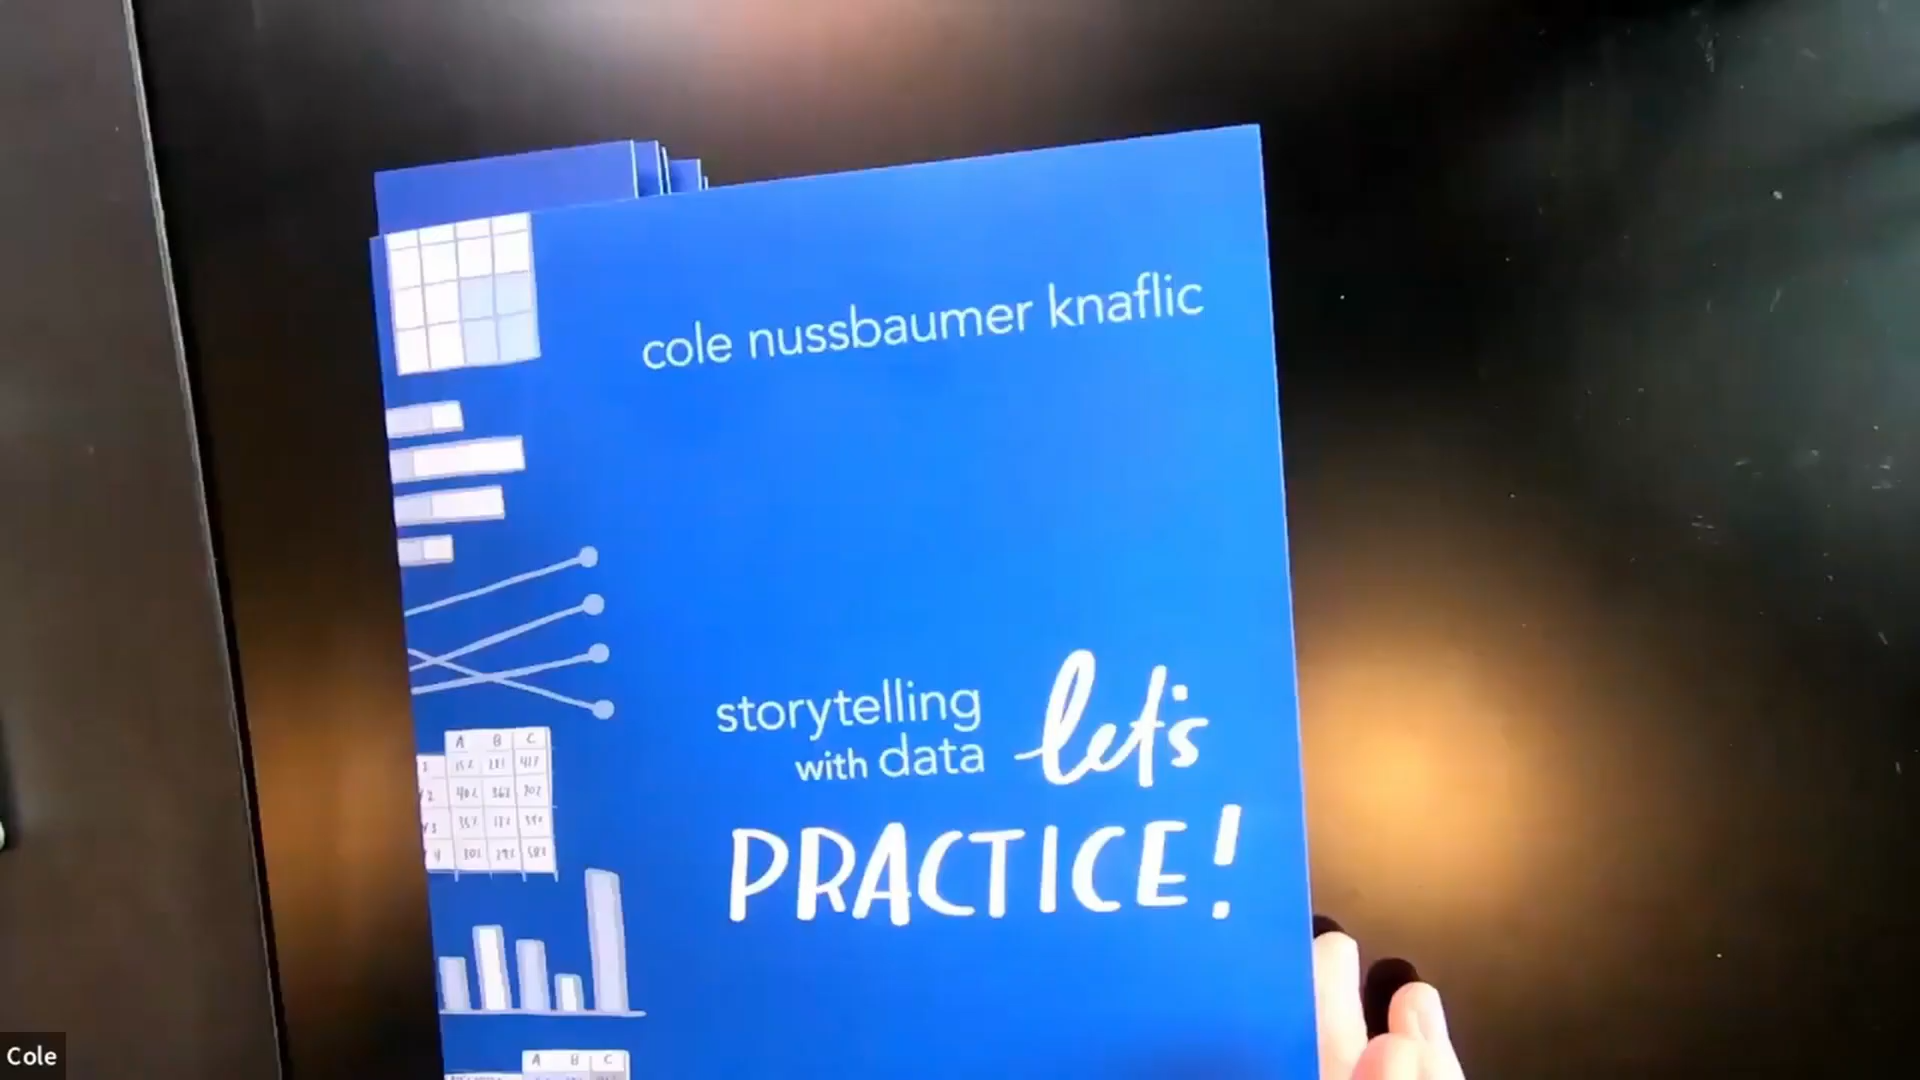 cole nussbaumer knaflic
storytelling
with data
let's
PRACTICE!
A B C
A B C
Cole